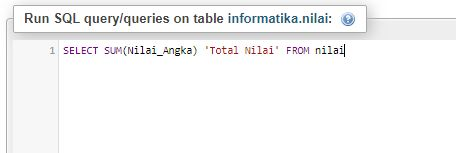 Run SQL query/queries on table informatika.nilai:
1 SELECT SUM(Nilai_Angka) 'Total Nilai' FROM nilai